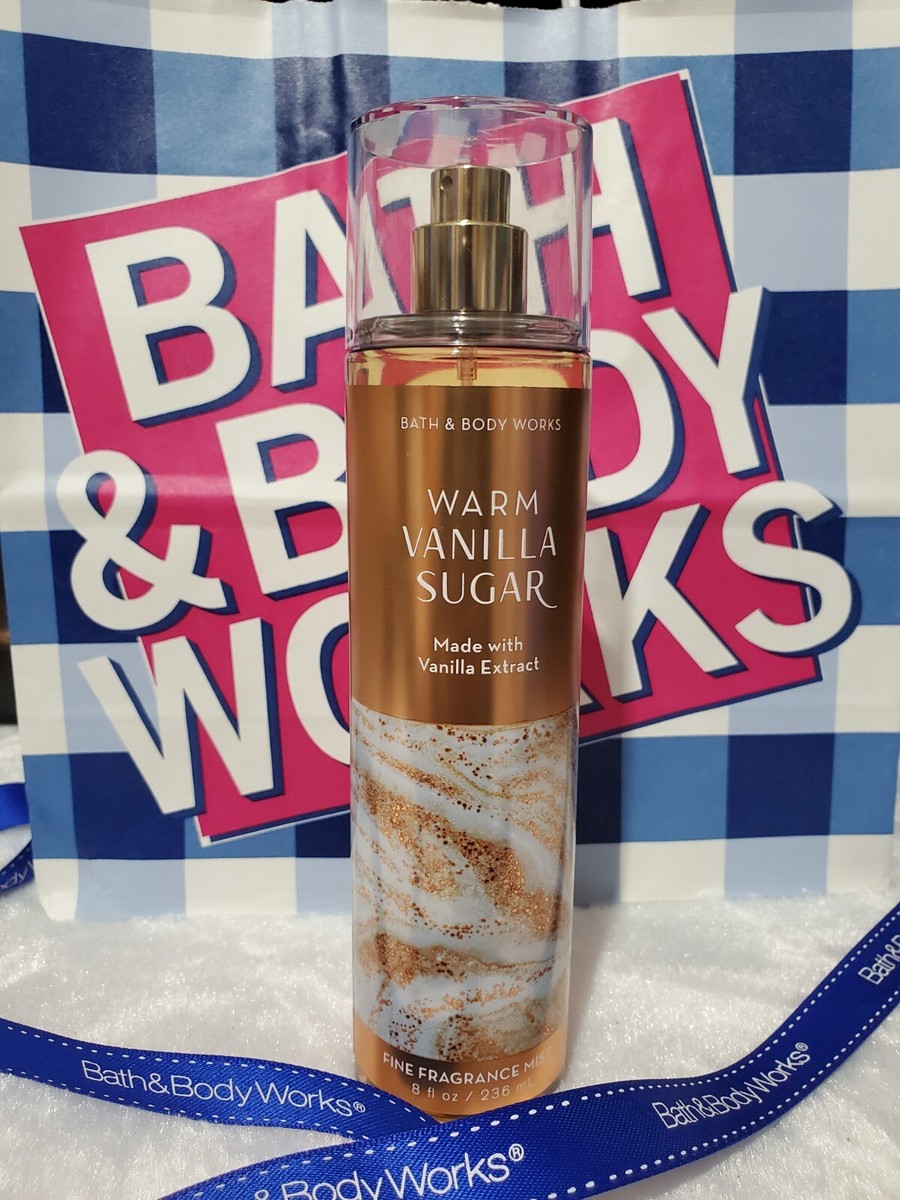 BATH
& BODY
WORKS
BATH & BODY WORKS
WARM
VANILLA
SUGAR
Made with
Vanilla Extract
FINE FRAGRANCE MIST
8 fl oz / 236 mL
Bath&BodyWorks®
Bath&BodyWorks®
& BodyWorks®
Bath&B